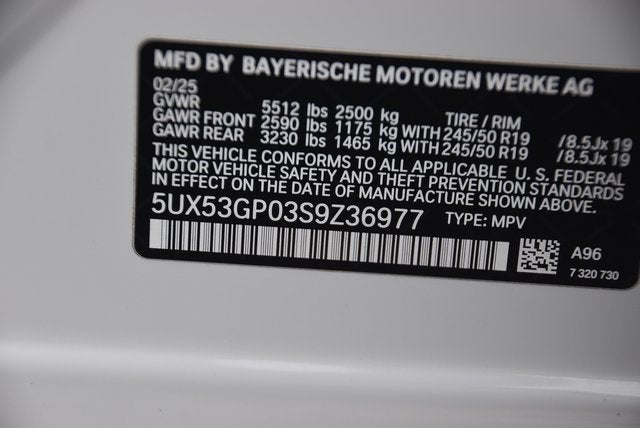 MFD BY BAYERISCHE MOTOREN WERKE AG
02/25
GVWR 5512 lbs 2500 kg TIRE / RIM
GAWR FRONT 2590 lbs 1175 kg WITH 245/50 R19 /8.5Jx19
GAWR REAR 3230 lbs 1465 kg WITH 245/50 R19 /8.5Jx19
THIS VEHICLE CONFORMS TO ALL APPLICABLE U. S. FEDERAL
MOTOR VEHICLE SAFETY AND THEFT PREVENTION STANDARDS
IN EFFECT ON THE DATE OF MANUFACTURE SHOWN ABOVE.
5UX53GP03S9Z36977 TYPE: MPV
A96
7 320 730